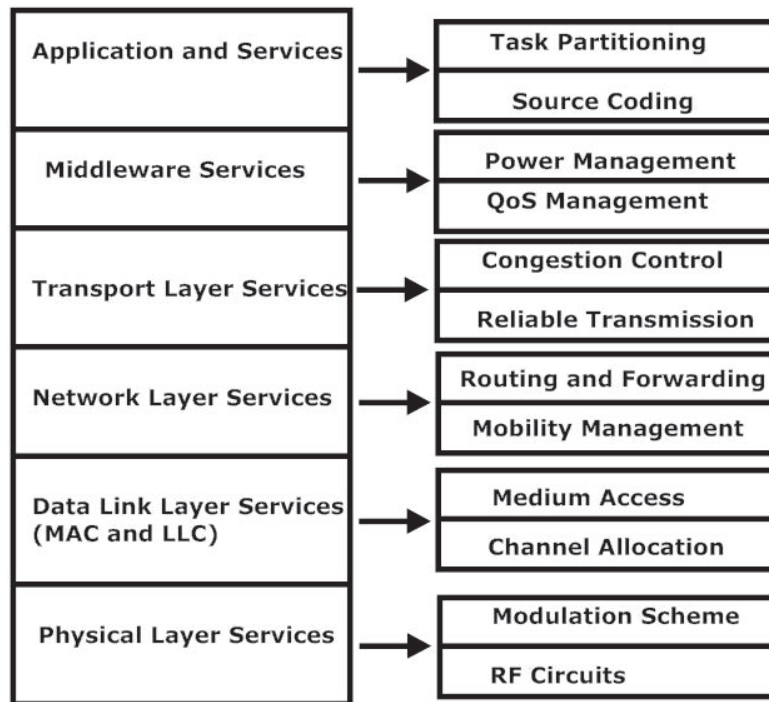 Application and Services
Task Partitioning
Source Coding
Middleware Services
Power Management
QoS Management
Transport Layer Services
Congestion Control
Reliable Transmission
Network Layer Services
Routing and Forwarding
Mobility Management
Data Link Layer Services
(MAC and LLC)
Medium Access
Channel Allocation
Physical Layer Services
Modulation Scheme
RF Circuits